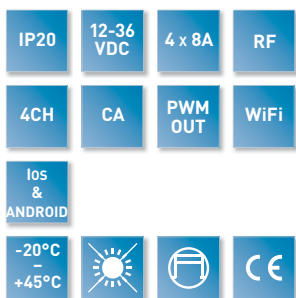 IP20
12-36
VDC
4 x 8A
RF
4CH
CA
PWM
OUT
WiFi
Ios
&
ANDROID
-20°C
–
+45°C
CE